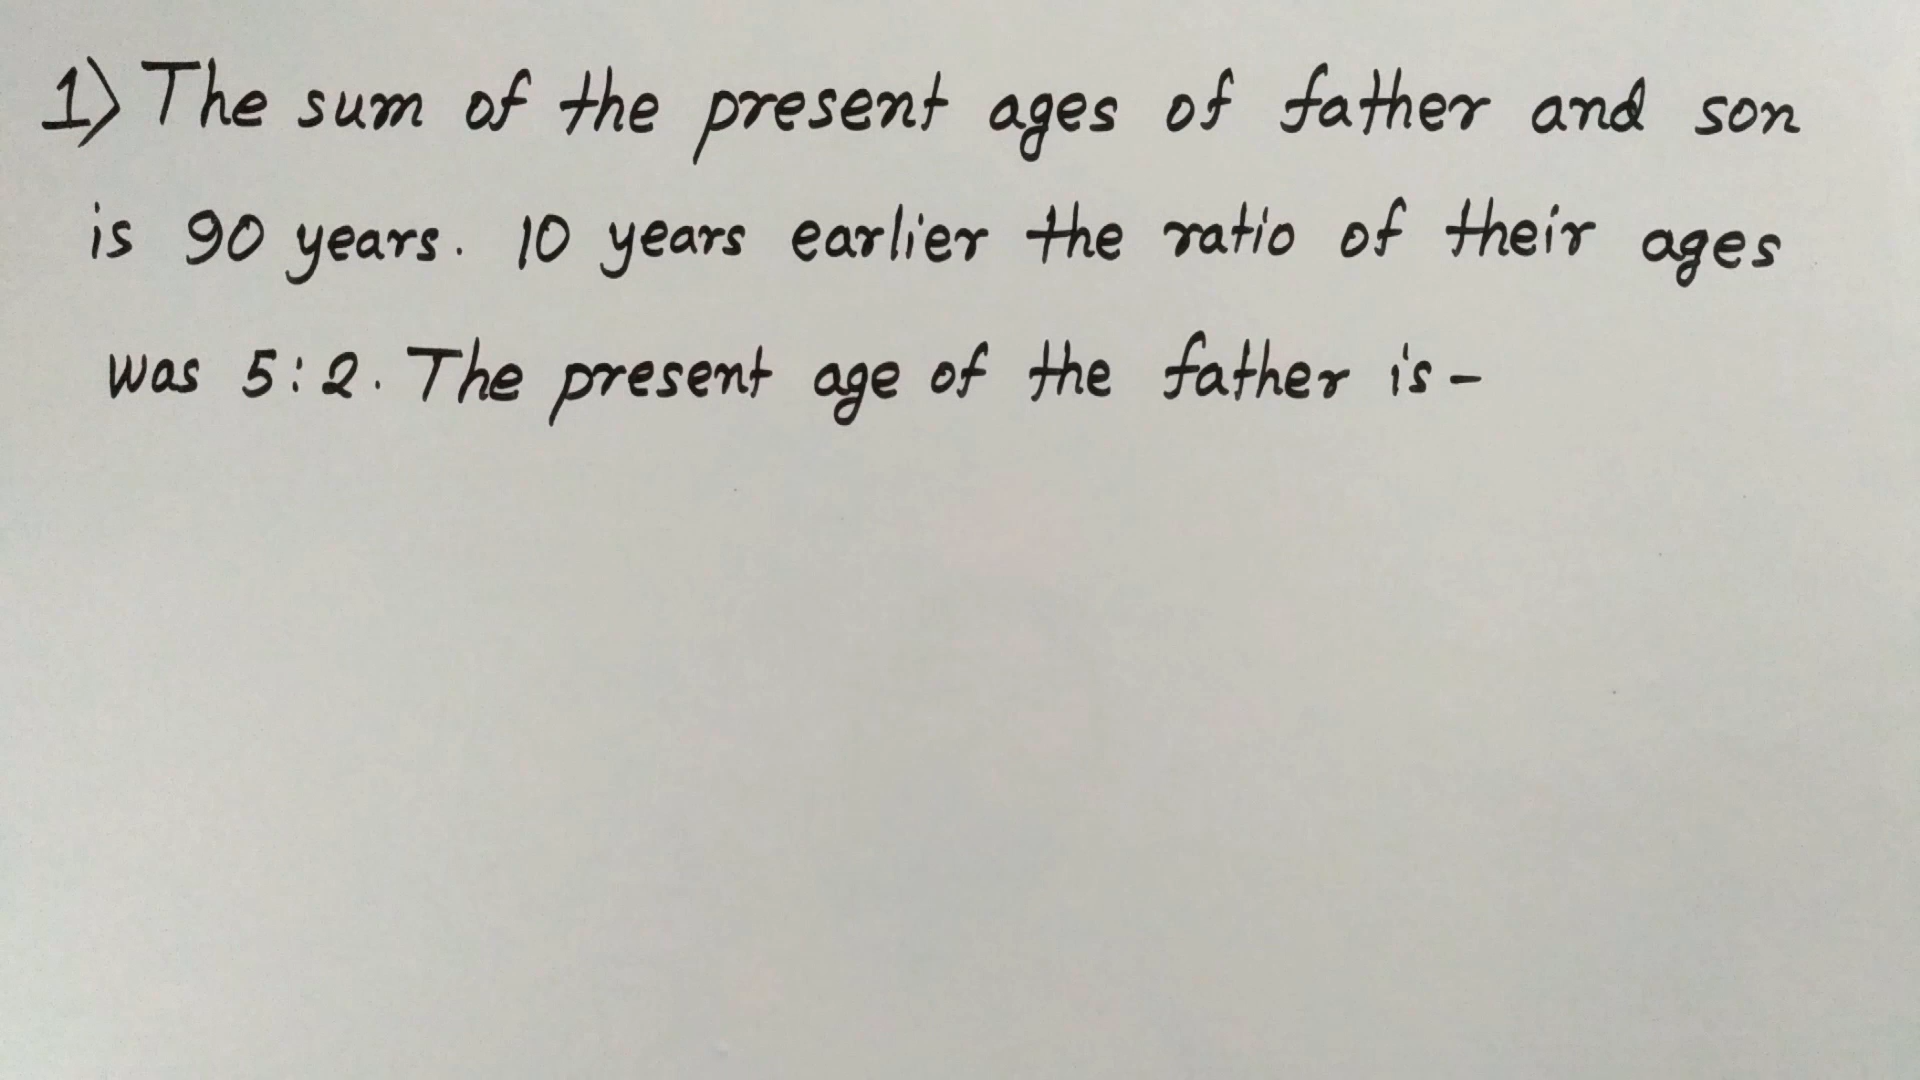 1) The sum of the present ages of father and son
is 90 years. 10 years earlier the ratio of their ages
was 5:2. The present age of the father is -